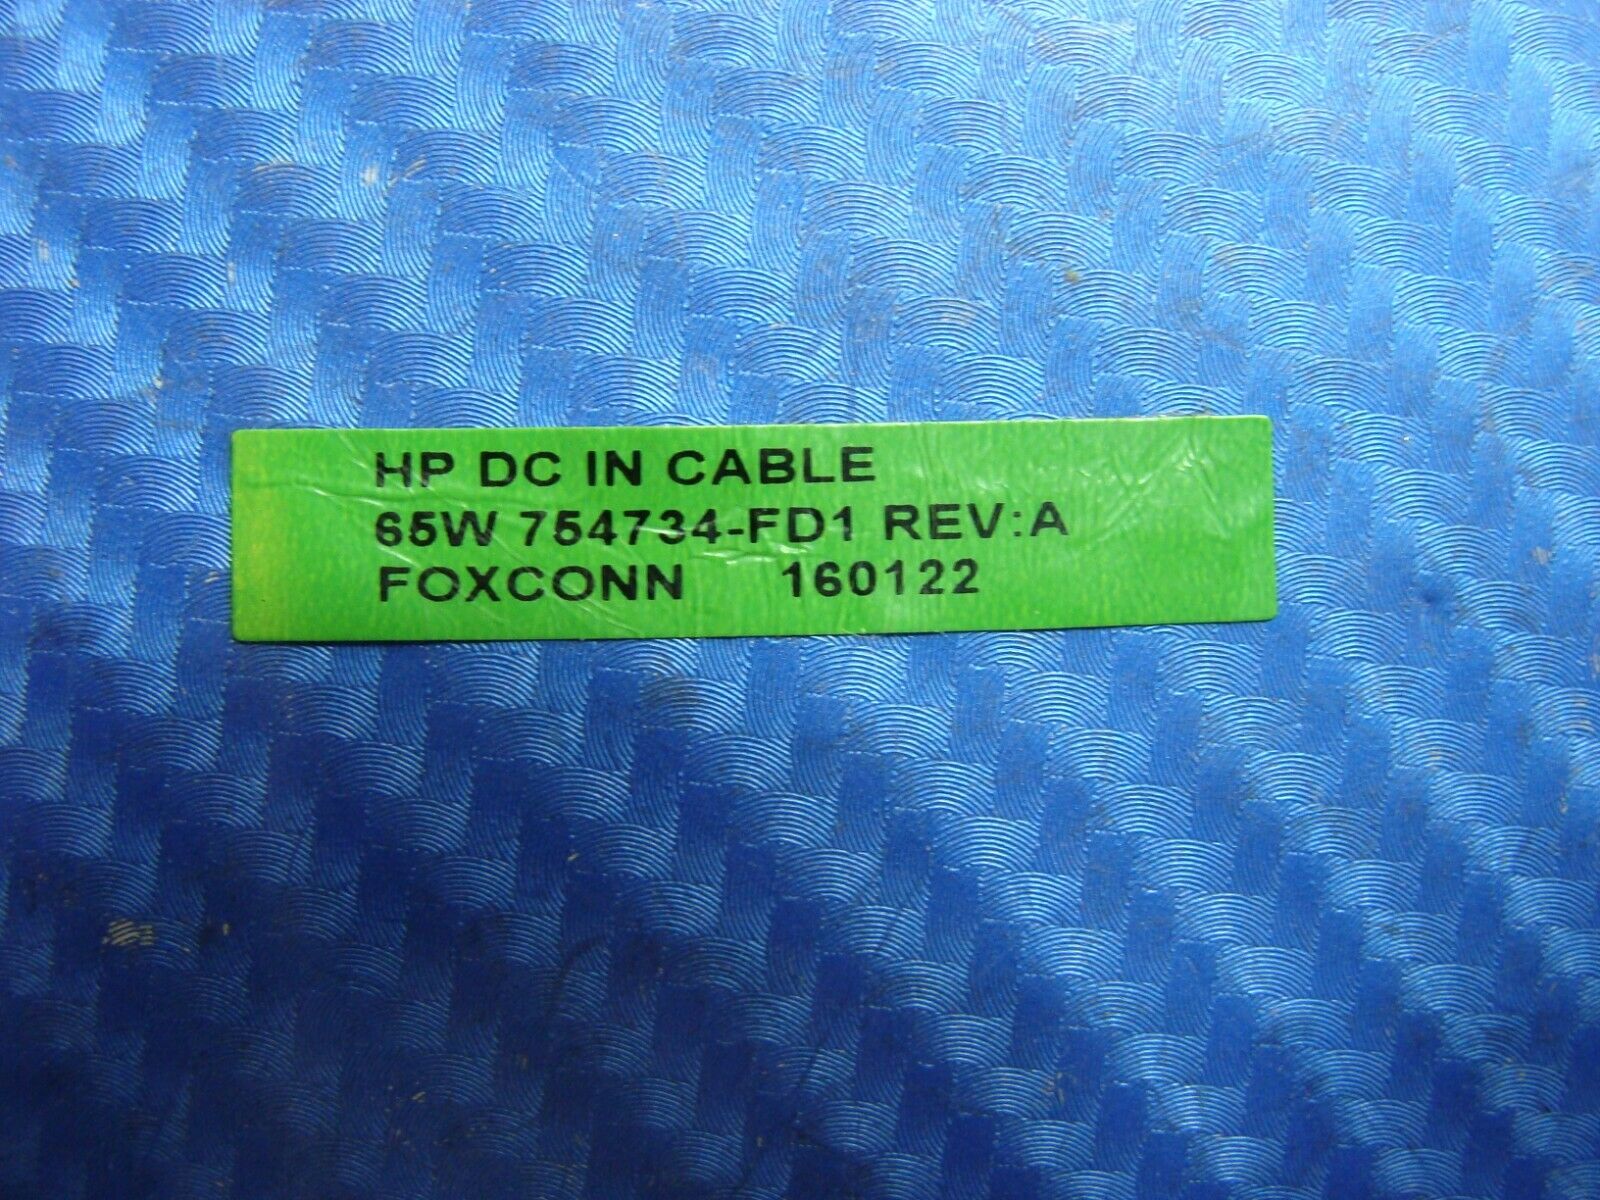 HP DC IN CABLE
65W 754734-FD1 REV:A
FOXCONN 160122